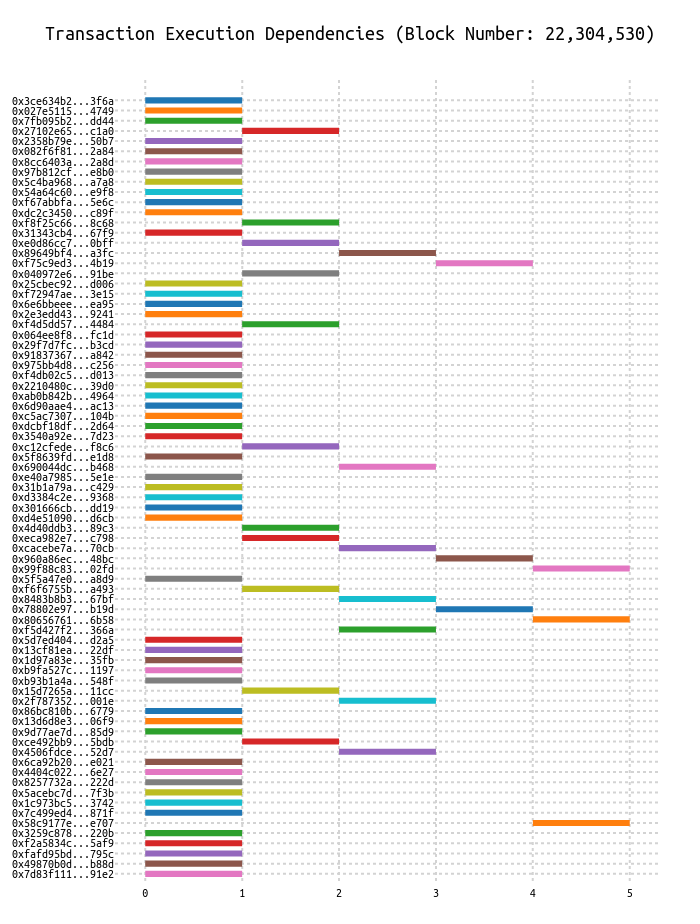 Transaction Execution Dependencies (Block Number: 22,304,530)
0x3ce634b2...3f6a
0x027e5115...4749
0x7fb095b2...dd44
0x27102e65...c1a0
0x2358b79e...50b7
0x082f6f81...2a84
0x8cc6403a...2a8d
0x97b812cf...e8b0
0x5c4ba968...a7a8
0x54a64c60...e9f8
0xf67abbfa...5e6c
0xdc2c3450...c89f
0xf8f25c66...8c68
0x31343cb4...67f9
0xe0d86cc7...0bff
0x89649bf4...a3fc
0xf75c9ed3...4b19
0x040972e6...91be
0x25cbec92...d006
0xf72947ae...3e15
0x6e6bbeee...ea95
0x2e3edd43...9241
0xf4d5dd57...4484
0x064ee8f8...fc1d
0x29f7d7fc...b3cd
0x91837367...a842
0x975bb4d8...c256
0xf4db02c5...d013
0x2210480c...39d0
0xab0b842b...4964
0x6d90aae4...ac13
0xc5ac7307...104b
0xdcbf18df...2d64
0x3540a92e...7d23
0xc12cfede...f8c6
0x5f8639fd...e1d8
0x690044dc...b468
0xe40a7985...5e1e
0x31b1a79a...c429
0xd3384c2e...9368
0x301666cb...dd19
0xd4e51090...d6cb
0x4d40ddb3...89c3
0xeca982e7...c798
0xcacebe7a...70cb
0x960a86ec...48bc
0x99f88c83...02fd
0x5f5a47e0...a8d9
0xf6f6755b...a493
0x8483b8b3...67bf
0x78802e97...b19d
0x80656761...6b58
0xf5d427f2...366a
0x5d7ed404...d2a5
0x13cf81ea...22df
0x1d97a83e...35fb
0xb9fa527c...1197
0xb93b1a4a...548f
0x15d7265a...11cc
0x2f787352...001e
0x86bc810b...6779
0x13d6d8e3...06f9
0x9d77ae7d...85d9
0xce492bb9...5bdb
0x4506fdce...52d7
0x6ca92b20...e021
0x4404c022...6e27
0x8257732a...222d
0x5acebc7d...7f3b
0x1c973bc5...3742
0x7c499ed4...871f
0x58c9177e...e707
0x3259c878...220b
0xf2a5834c...5af9
0xfafd95bd...795c
0x49870b0d...b88d
0x7d83f111...91e2
0 1 2 3 4 5